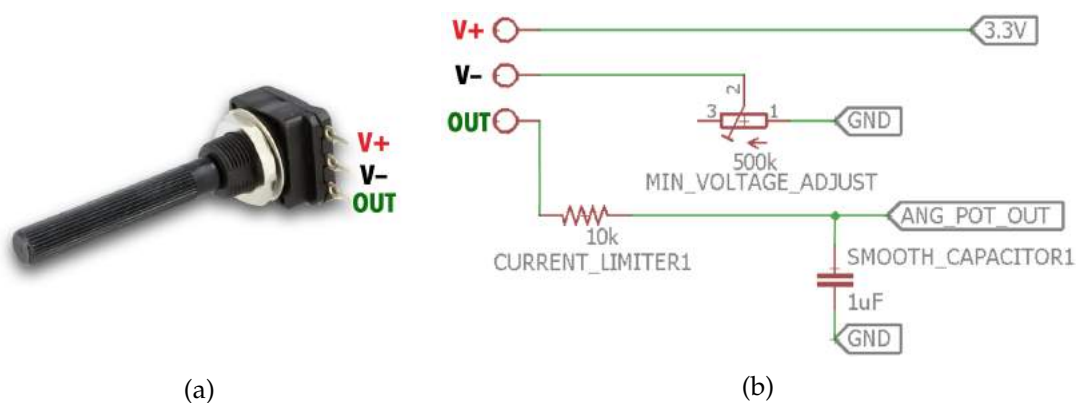 V+
V-
OUT
V+
V-
OUT
3.3V
2
3
1
GND
500k
MIN_VOLTAGE_ADJUST
10k
CURRENT_LIMITER1
ANG_POT_OUT
SMOOTH_CAPACITOR1
1uF
GND
(a)
(b)